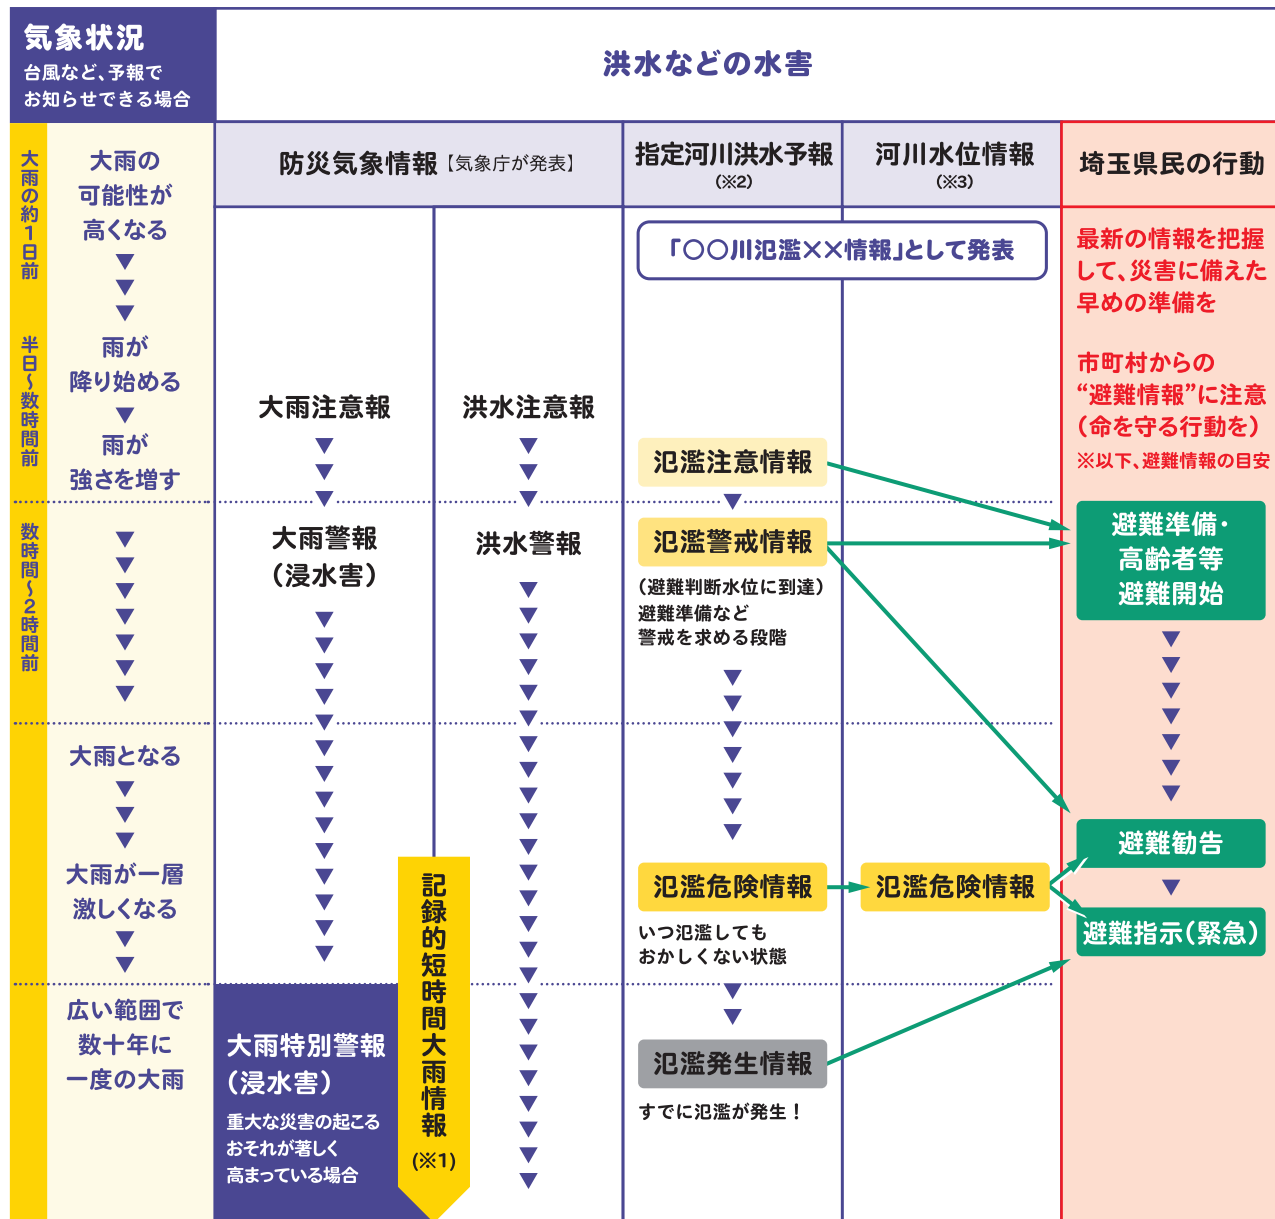 気象状況
台風など、予報で
お知らせできる場合
洪水などの水害
防災気象情報【気象庁が発表】
指定河川洪水予報
(※2)
河川水位情報
(※3)
埼玉県民の行動
大雨の約1日前
大雨の
可能性が
高くなる
▼
▼
▼
「○○川氾濫××情報」として発表
最新の情報を把握
して、災害に備えた
早めの準備を
半日〜数時間前
雨が
降り始める
▼
雨が
強さを増す
大雨注意報
洪水注意報
氾濫注意情報
市町村からの
“避難情報”に注意
(命を守る行動を)
※以下、避難情報の目安
数時間〜2時間前
大雨警報
(浸水害)
洪水警報
氾濫警戒情報
(避難判断水位に到達)
避難準備など
警戒を求める段階
避難準備・
高齢者等
避難開始
大雨となる
大雨が一層
激しくなる
記録的短時間大雨情報
(※1)
氾濫危険情報
いつ氾濫しても
おかしくない状態
氾濫危険情報
避難勧告
避難指示(緊急)
広い範囲で
数十年に
一度の大雨
大雨特別警報
(浸水害)
重大な災害の起こる
おそれが著しく
高まっている場合
氾濫発生情報
すでに氾濫が発生！